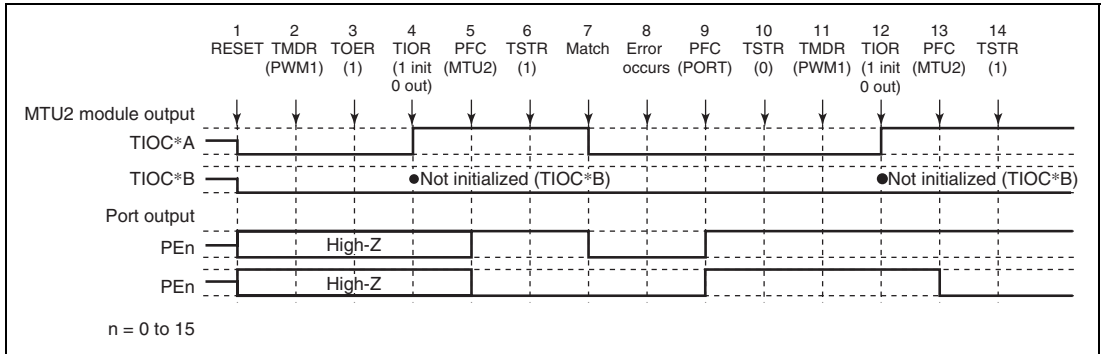 1 2 3 4 5 6 7 8 9 10 11 12 13 14
RESET TMDR TOER TIOR PFC TSTR Match Error PFC TSTR TMDR TIOR PFC TSTR
(PWM1) (1) (1 init (MTU2) (1) occurs (PORT) (0) (PWM1) (1 init (MTU2) (1)
0 out) 0 out)
MTU2 module output
TIOC*A
TIOC*B ●Not initialized (TIOC*B) ●Not initialized (TIOC*B)
Port output
PEn High-Z
PEn High-Z
n = 0 to 15